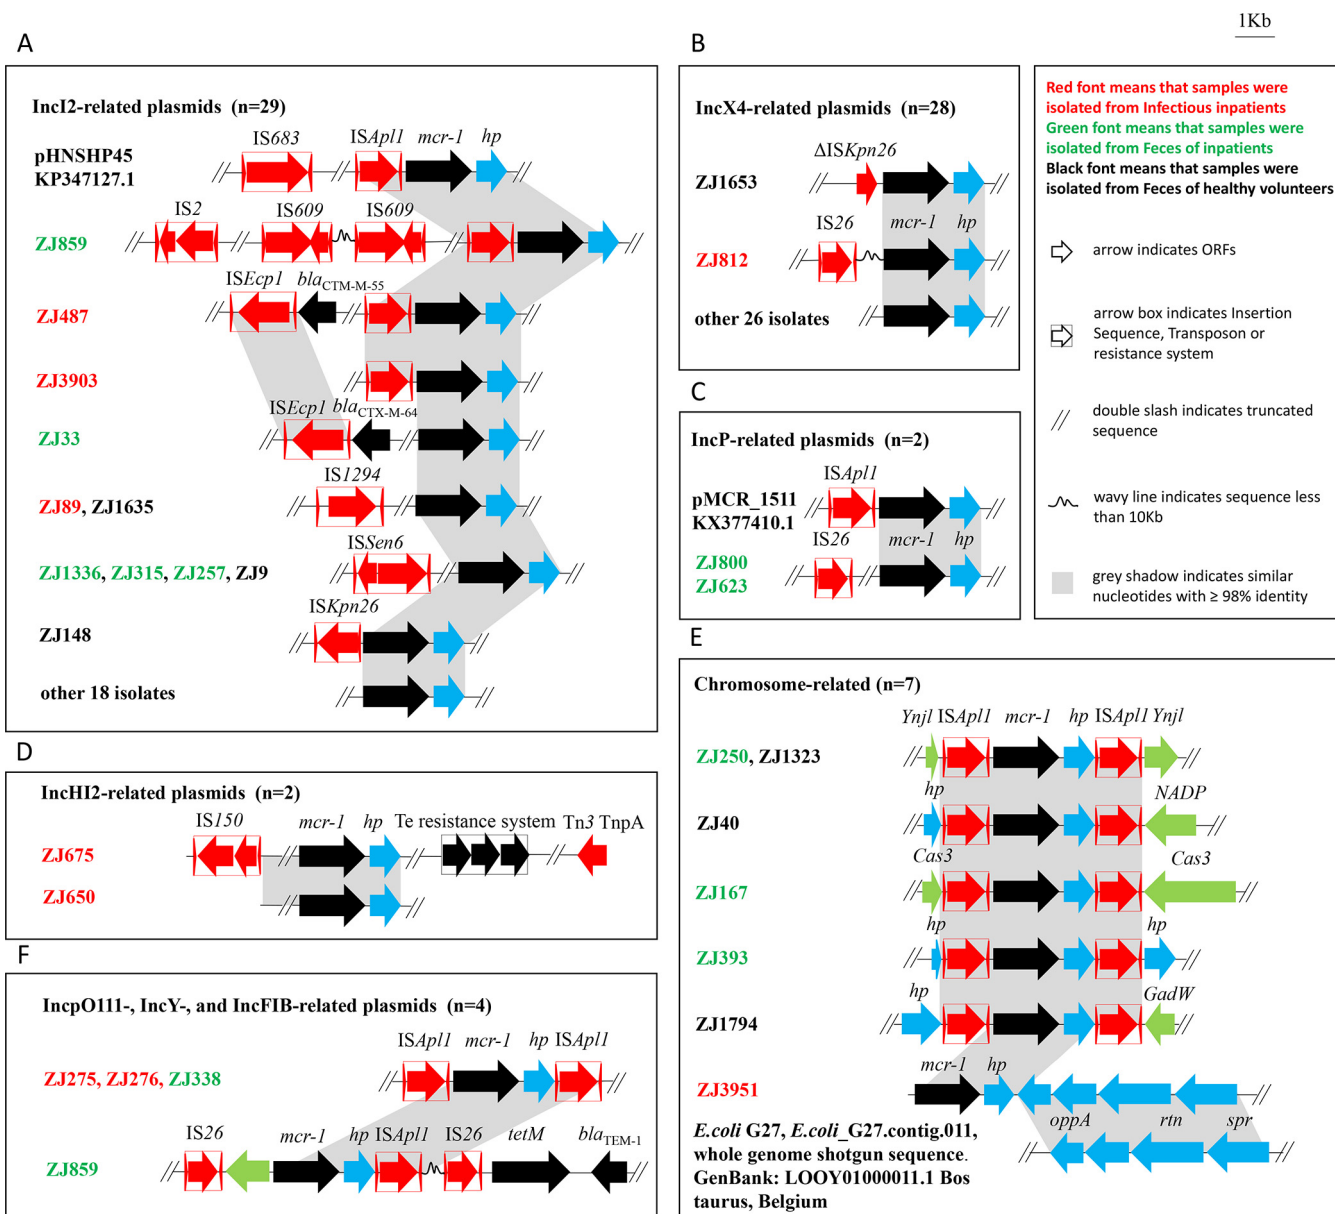 1Kb
A
IncI2-related plasmids (n=29)
pHNSHP45
KP347127.1
IS683
ISApl1
mcr-1
hp
IS2
IS609
IS609
ZJ859
ISEcp1
blaCTM-M-55
ZJ487
ZJ3903
ISEcp1
blaCTX-M-64
ZJ33
IS1294
ZJ89, ZJ1635
ISSen6
ZJ1336, ZJ315, ZJ257, ZJ9
ISKpn26
ZJ148
other 18 isolates
B
IncX4-related plasmids (n=28)
ΔISKpn26
ZJ1653
IS26
mcr-1
hp
ZJ812
other 26 isolates
Red font means that samples were
isolated from Infectious inpatients
Green font means that samples were
isolated from Feces of inpatients
Black font means that samples were
isolated from Feces of healthy volunteers
arrow indicates ORFs
arrow box indicates Insertion
Sequence, Transposon or
resistance system
double slash indicates truncated
sequence
wavy line indicates sequence less
than 10Kb
grey shadow indicates similar
nucleotides with ≥ 98% identity
C
IncP-related plasmids (n=2)
ISApl1
pMCR_1511
KX377410.1
IS26
mcr-1
hp
ZJ800
ZJ623
D
IncHI2-related plasmids (n=2)
IS150
mcr-1
hp
Te resistance system
Tn3 TnpA
ZJ675
ZJ650
E
Chromosome-related (n=7)
Ynjl
ISApl1
mcr-1
hp
ISApl1
Ynjl
ZJ250, ZJ1323
hp
NADP
ZJ40
Cas3
Cas3
ZJ167
hp
hp
ZJ393
hp
GadW
ZJ1794
mcr-1
hp
ZJ3951
oppA
rtn
spr
E.coli G27, E.coli_G27.contig.011,
whole genome shotgun sequence.
GenBank: LOOY01000011.1 Bos
taurus, Belgium
F
IncpO111-, IncY-, and IncFIB-related plasmids (n=4)
ISApl1
mcr-1
hp
ISApl1
ZJ275, ZJ276, ZJ338
IS26
mcr-1
hp
ISApl1
IS26
tetM
blaTEM-1
ZJ859